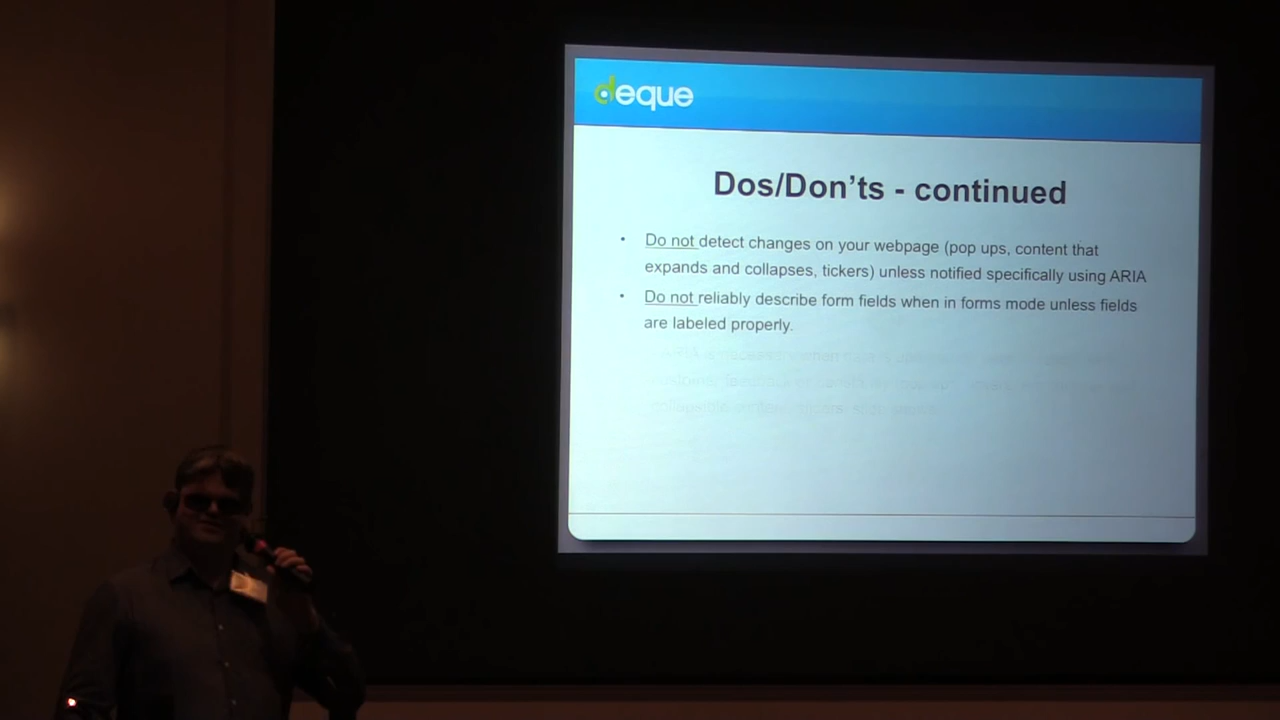 deque
Dos/Don'ts - continued
• Do not detect changes on your webpage (pop ups, content that
expands and collapses, tickers) unless notified specifically using ARIA
• Do not reliably describe form fields when in forms mode unless fields
are labeled properly.